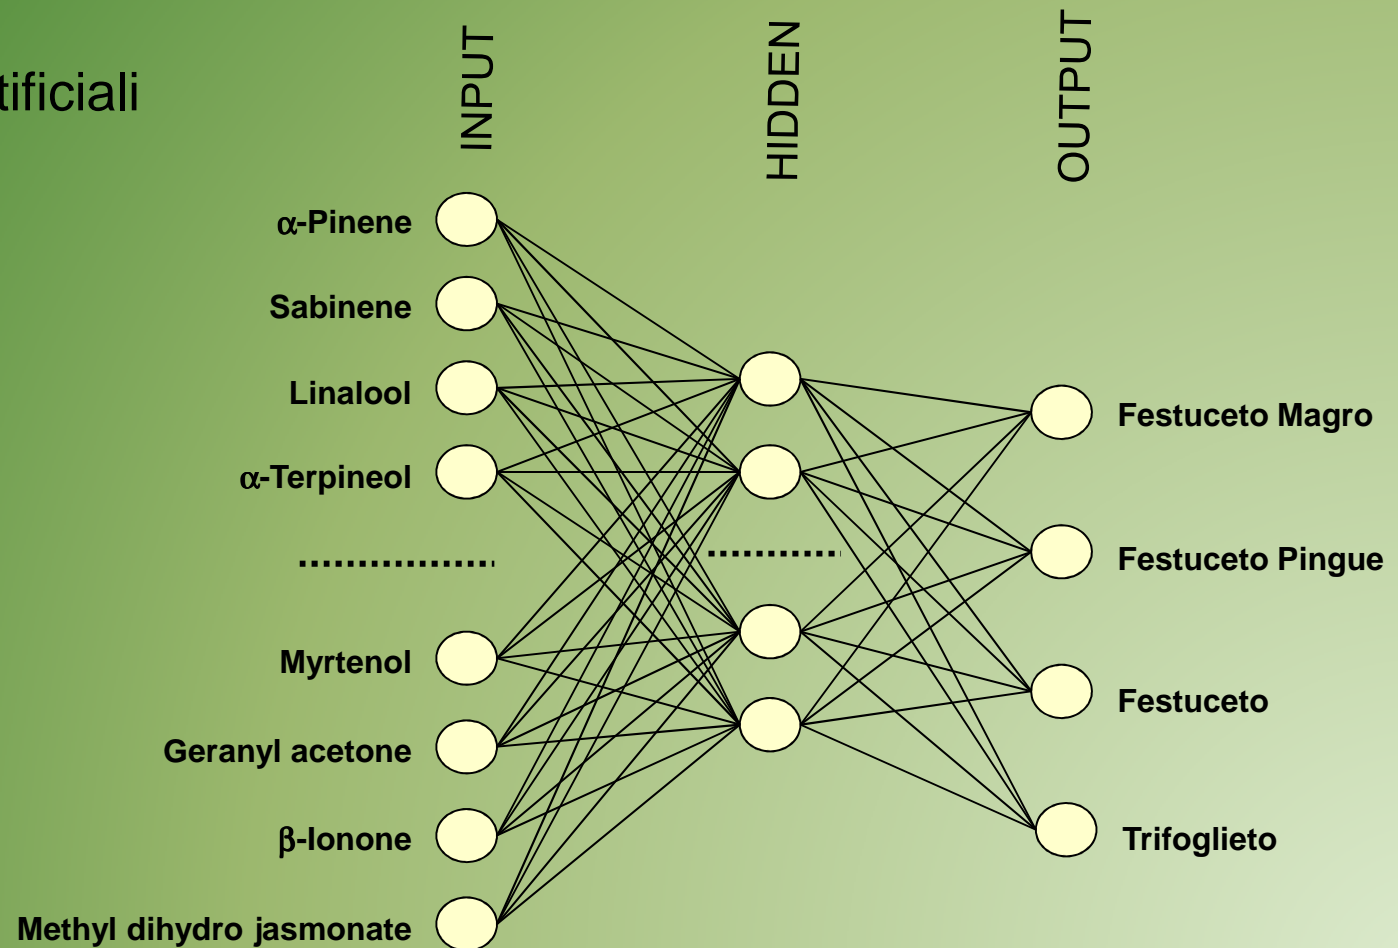 tificiali
INPUT
HIDDEN
OUTPUT
α-Pinene
Sabinene
Linalool
α-Terpineol
Myrtenol
Geranyl acetone
β-Ionone
Methyl dihydro jasmonate
Festuceto Magro
Festuceto Pingue
Festuceto
Trifoglieto